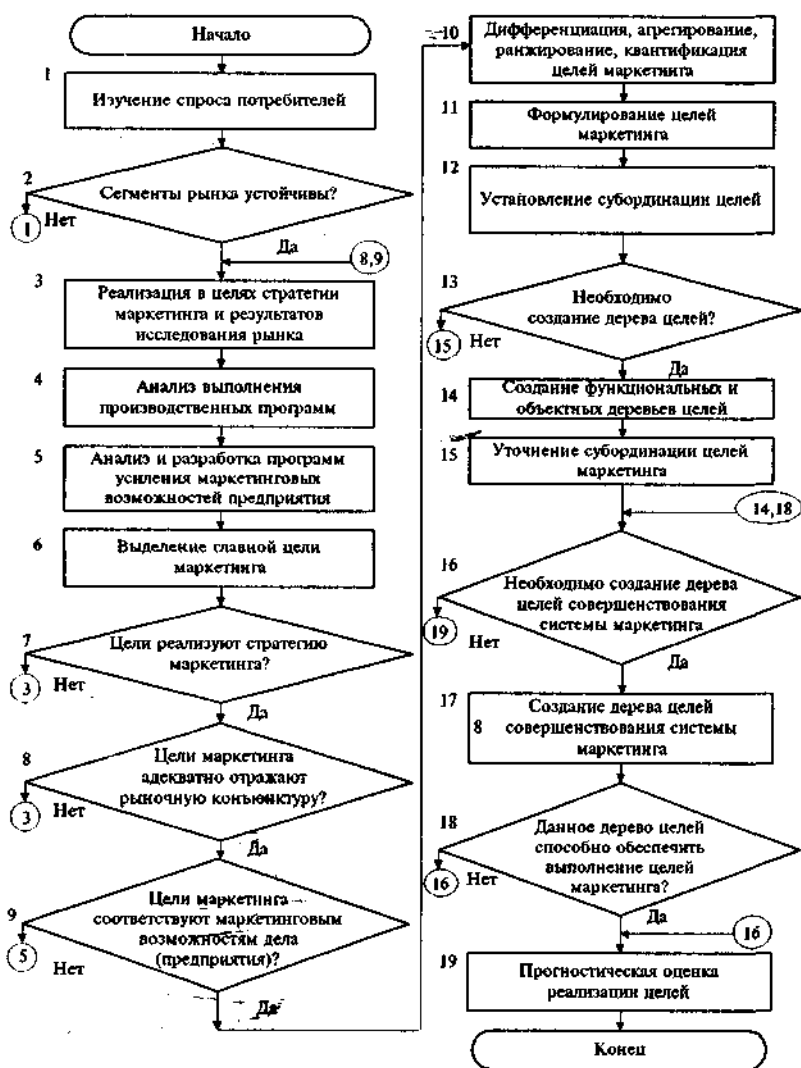 Начало
1
Изучение спроса потребителей
2
Сегменты рынка устойчивы?
Нет
1
Да
8,9
3
Реализация в целях стратегии
маркетинга и результатов
исследования рынка
4
Анализ выполнения
производственных программ
5
Анализ и разработка программ
усиления маркетинговых
возможностей предприятия
6
Выделение главной цели
маркетинга
7
Цели реализуют стратегию
маркетинга?
3
Нет
Да
8
Цели маркетинга
адекватно отражают
рыночную конъюнктуру?
3
Нет
Да
9
Цели маркетинга
соответствуют маркетинговым
возможностям дела
(предприятия)?
5
Нет
Да
10
Дифференциация, агрегирование,
ранжирование, квантификация
целей маркетинга
11
Формулирование целей
маркетинга
12
Установление субординации целей
13
Необходимо
создание дерева целей?
15
Нет
Да
14
Создание функциональных и
объектных деревьев целей
15
Уточнение субординации целей
маркетинга
14,18
16
Необходимо создание дерева
целей совершенствования
системы маркетинга
19
Нет
Да
17
Создание дерева целей
8 совершенствования системы
маркетинга
18
Данное дерево целей
способно обеспечить
выполнение целей
маркетинга?
16
Нет
Да
16
19
Прогностическая оценка
реализации целей
Конец